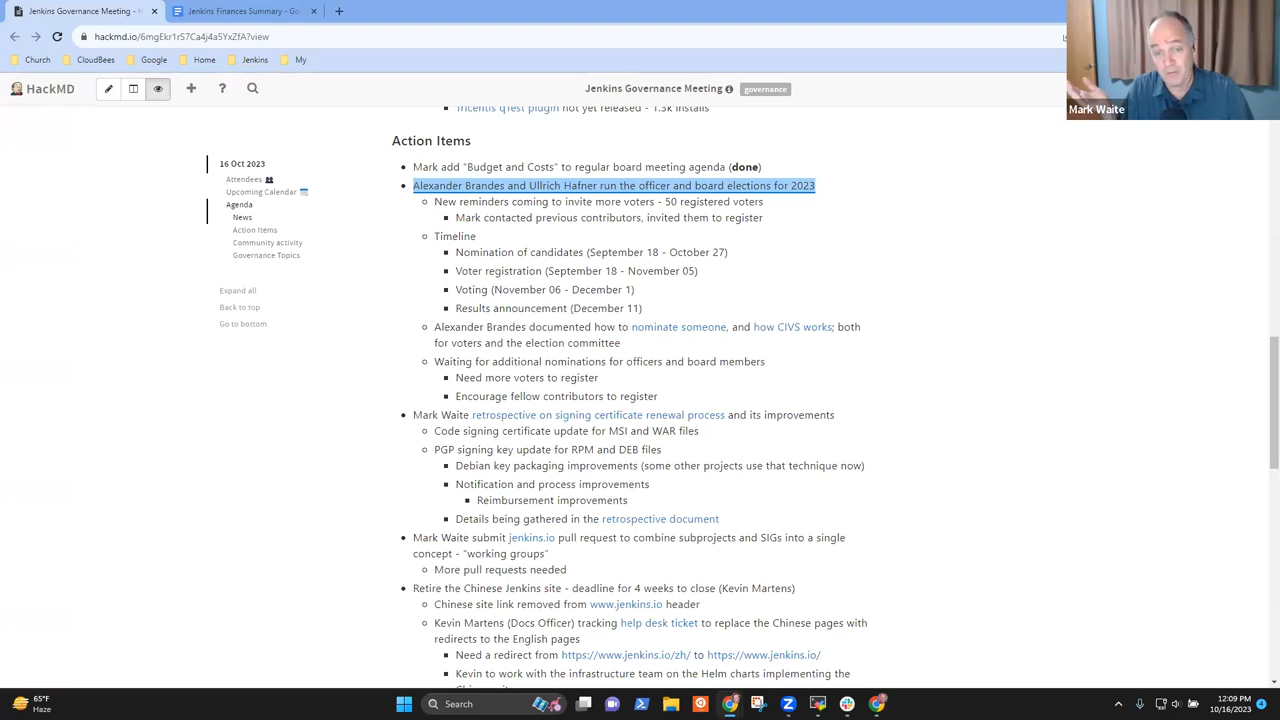 Jenkins Governance Meeting - H
Jenkins Finances Summary - Go
hackmd.io/6mgEkr1rS7Ca4j4a5YxZfA?view
Church
CloudBees
Google
Home
Jenkins
My
HackMD
Jenkins Governance Meeting
governance
Mark Waite
Tricentis qTest plugin not yet released - 1.3k installs
Action Items
16 Oct 2023
Attendees
Upcoming Calendar
Agenda
News
Action Items
Community activity
Governance Topics
Expand all
Back to top
Go to bottom
Mark add “Budget and Costs” to regular board meeting agenda (done)
Alexander Brandes and Ullrich Hafner run the officer and board elections for 2023
New reminders coming to invite more voters - 50 registered voters
Mark contacted previous contributors, invited them to register
Timeline
Nomination of candidates (September 18 - October 27)
Voter registration (September 18 - November 05)
Voting (November 06 - December 1)
Results announcement (December 11)
Alexander Brandes documented how to nominate someone, and how CIVS works; both
for voters and the election committee
Waiting for additional nominations for officers and board members
Need more voters to register
Encourage fellow contributors to register
Mark Waite retrospective on signing certificate renewal process and its improvements
Code signing certificate update for MSI and WAR files
PGP signing key update for RPM and DEB files
Debian key packaging improvements (some other projects use that technique now)
Notification and process improvements
Reimbursement improvements
Details being gathered in the retrospective document
Mark Waite submit jenkins.io pull request to combine subprojects and SIGs into a single
concept - “working groups”
More pull requests needed
Retire the Chinese Jenkins site - deadline for 4 weeks to close (Kevin Martens)
Chinese site link removed from www.jenkins.io header
Kevin Martens (Docs Officer) tracking help desk ticket to replace the Chinese pages with
redirects to the English pages
Need a redirect from https://www.jenkins.io/zh/ to https://www.jenkins.io/
Kevin to work with the infrastructure team on the Helm charts implementing the
65°F
Haze
Search
12:09 PM
10/16/2023